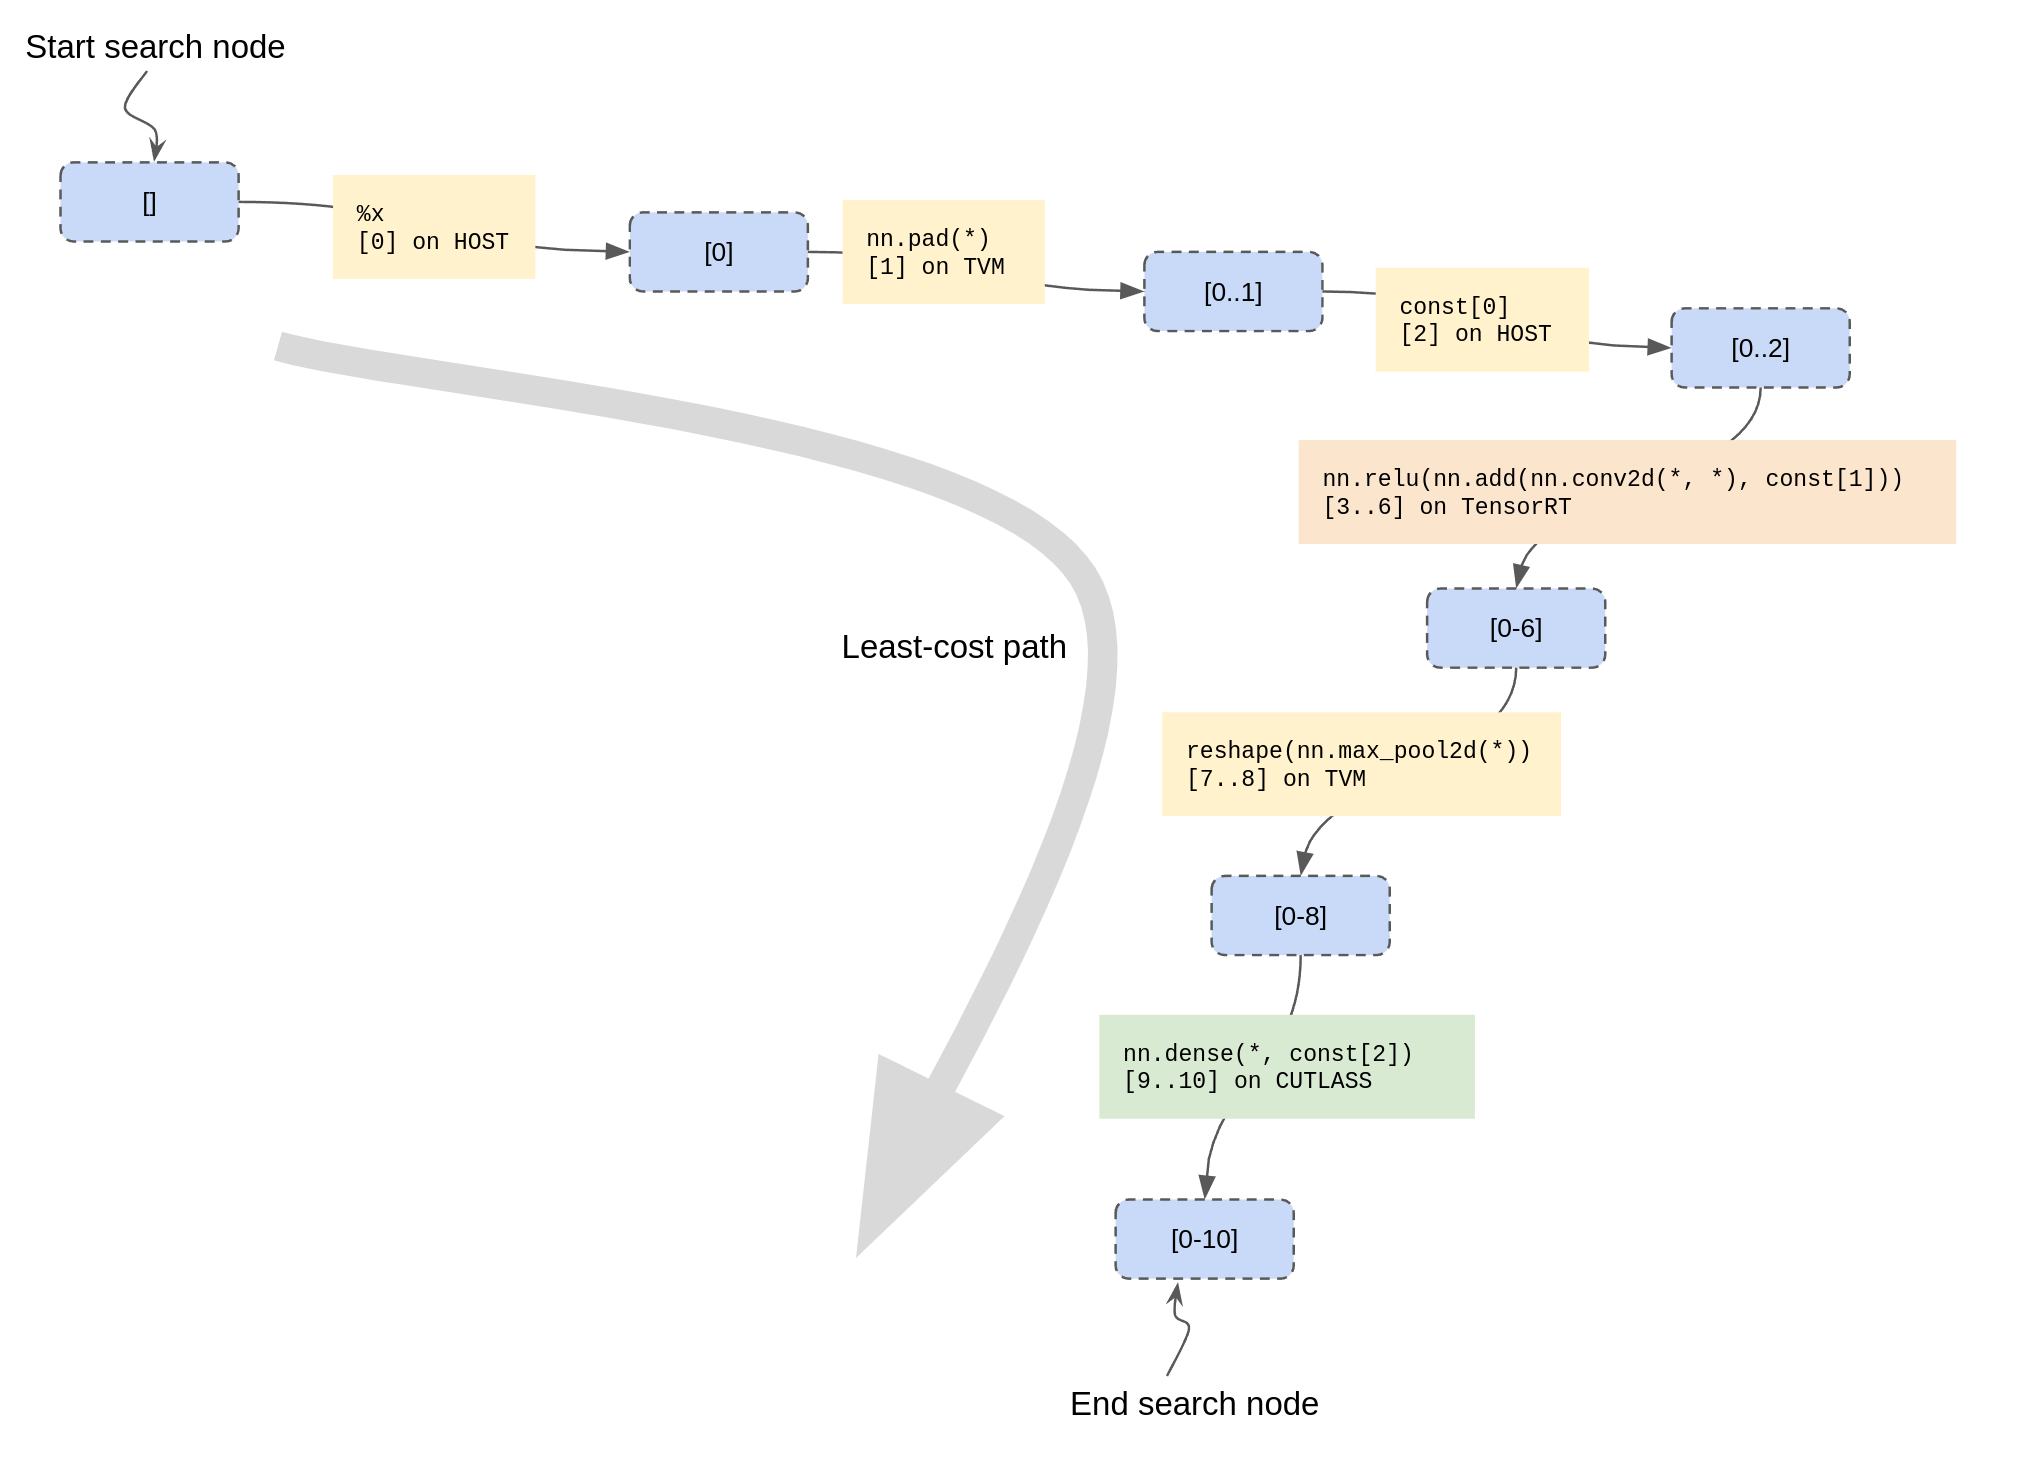 Start search node
[]
%x
[0] on HOST
[0]
nn.pad(*)
[1] on TVM
[0..1]
const[0]
[2] on HOST
[0..2]
nn.relu(nn.add(nn.conv2d(*, *), const[1]))
[3..6] on TensorRT
[0-6]
Least-cost path
reshape(nn.max_pool2d(*))
[7..8] on TVM
[0-8]
nn.dense(*, const[2])
[9..10] on CUTLASS
[0-10]
End search node